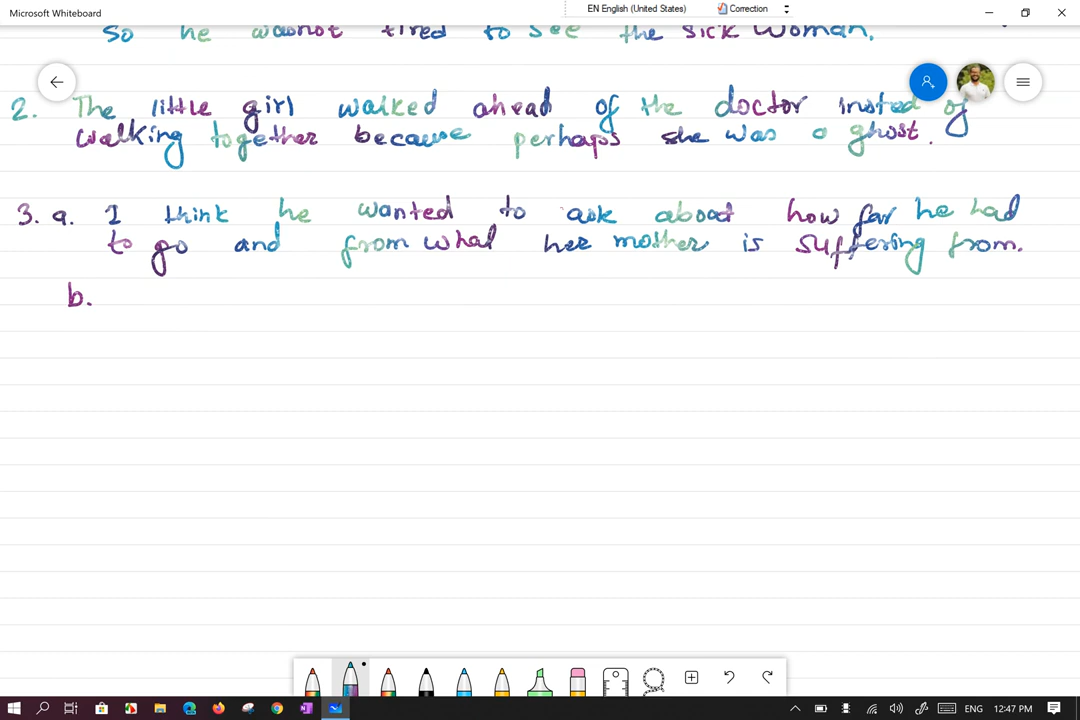 Microsoft Whiteboard
EN English (United States)
Correction
So he wasnot tired to see the sick woman.
2. The little girl walked ahead of the doctor insted of
walking together because perhaps she was a ghost.
3. a. I think he wanted to ask about how far he had
to go and from what her mother is suffering from.
b.
ENG 12:47 PM